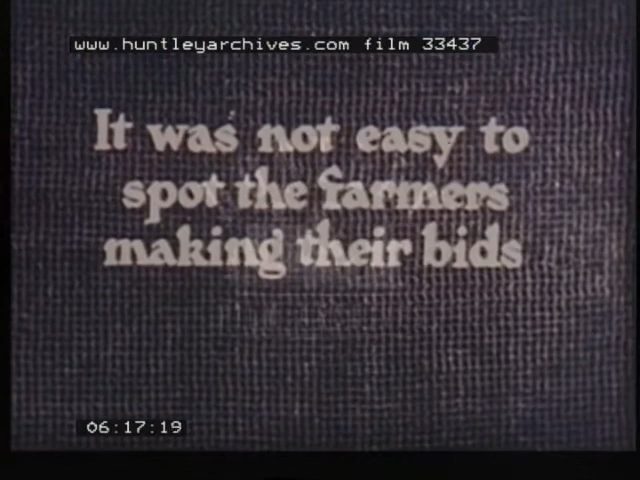 www.huntleyarchives.com film 33437
It was not easy to
spot the farmers
making their bids
06:17:19